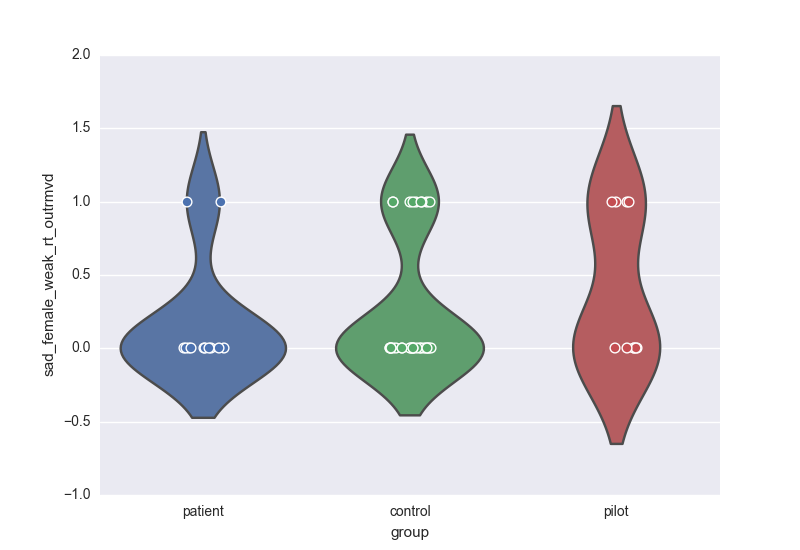 2.0
1.5
1.0
0.5
0.0
−0.5
−1.0
sad_female_weak_rt_outrmvd
patient
control
pilot
group